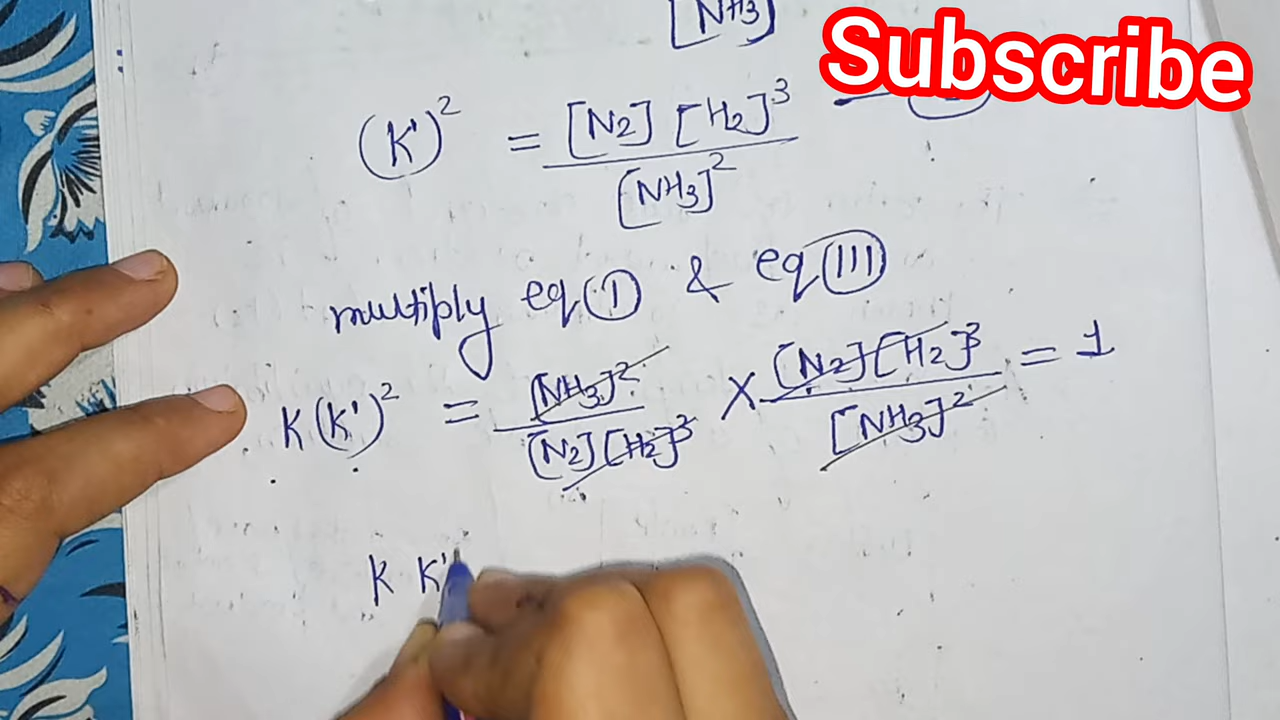 [NH3]
Subscribe
(K')² = [N2] [H2]³ / [NH3]²
multiply eq(I) & eq(III)
K(K')² = [NH3]² / [N2][H2]³ × [N2][H2]³ / [NH3]² = 1
K K'